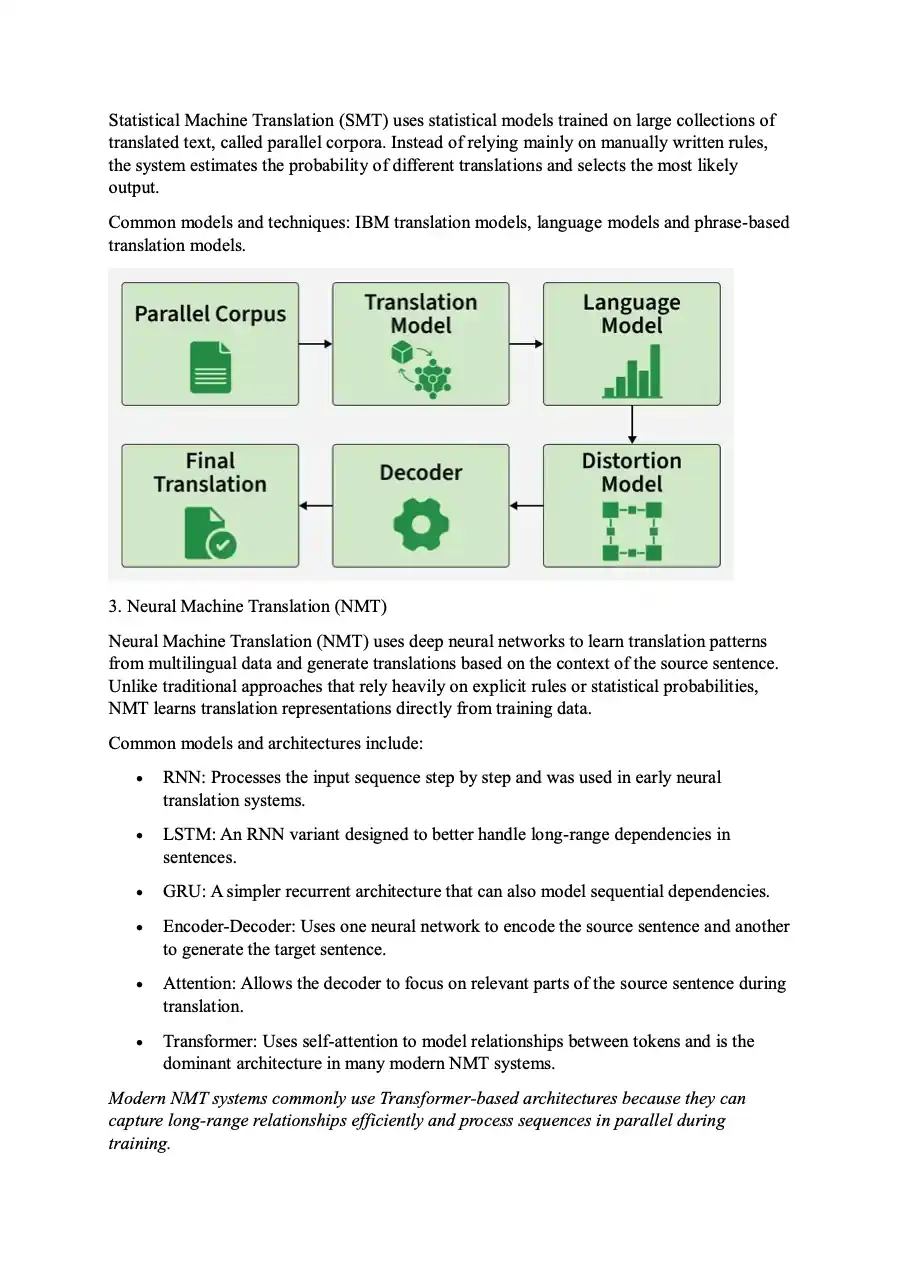 Statistical Machine Translation (SMT) uses statistical models trained on large collections of
translated text, called parallel corpora. Instead of relying mainly on manually written rules,
the system estimates the probability of different translations and selects the most likely
output.
Common models and techniques: IBM translation models, language models and phrase-based
translation models.
Parallel Corpus
Translation
Model
Language
Model
Final
Translation
Decoder
Distortion
Model
3. Neural Machine Translation (NMT)
Neural Machine Translation (NMT) uses deep neural networks to learn translation patterns
from multilingual data and generate translations based on the context of the source sentence.
Unlike traditional approaches that rely heavily on explicit rules or statistical probabilities,
NMT learns translation representations directly from training data.
Common models and architectures include:
• RNN: Processes the input sequence step by step and was used in early neural
translation systems.
• LSTM: An RNN variant designed to better handle long-range dependencies in
sentences.
• GRU: A simpler recurrent architecture that can also model sequential dependencies.
• Encoder-Decoder: Uses one neural network to encode the source sentence and another
to generate the target sentence.
• Attention: Allows the decoder to focus on relevant parts of the source sentence during
translation.
• Transformer: Uses self-attention to model relationships between tokens and is the
dominant architecture in many modern NMT systems.
Modern NMT systems commonly use Transformer-based architectures because they can
capture long-range relationships efficiently and process sequences in parallel during
training.